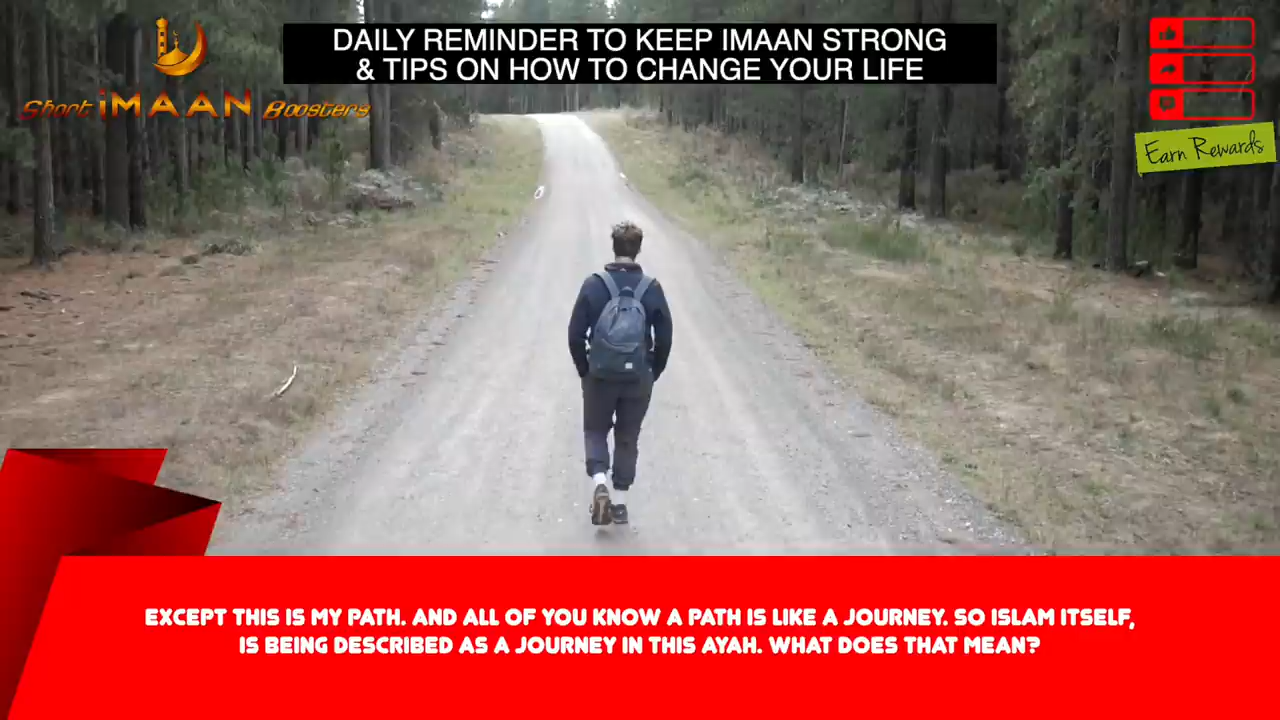 DAILY REMINDER TO KEEP IMAAN STRONG
& TIPS ON HOW TO CHANGE YOUR LIFE
Short iMAAN Boosters
Earn Rewards
EXCEPT THIS IS MY PATH. AND ALL OF YOU KNOW A PATH IS LIKE A JOURNEY. SO ISLAM ITSELF,
IS BEING DESCRIBED AS A JOURNEY IN THIS AYAH. WHAT DOES THAT MEAN?